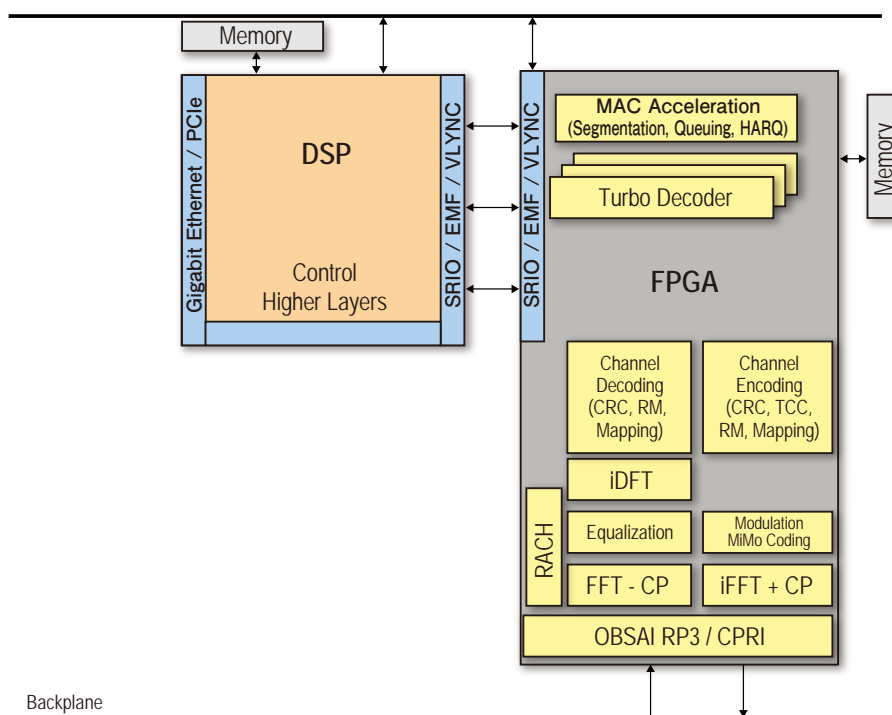 Memory
Gigabit Ethernet / PCIe
DSP
Control
Higher Layers
SRIO / EMF / VLYNC
SRIO / EMF / VLYNC
MAC Acceleration
(Segmentation, Queuing, HARQ)
Turbo Decoder
Memory
FPGA
Channel
Decoding
(CRC, RM,
Mapping)
Channel
Encoding
(CRC, TCC,
RM, Mapping)
iDFT
RACH
Equalization
Modulation
MiMo Coding
FFT - CP
iFFT + CP
OBSAI RP3 / CPRI
Backplane